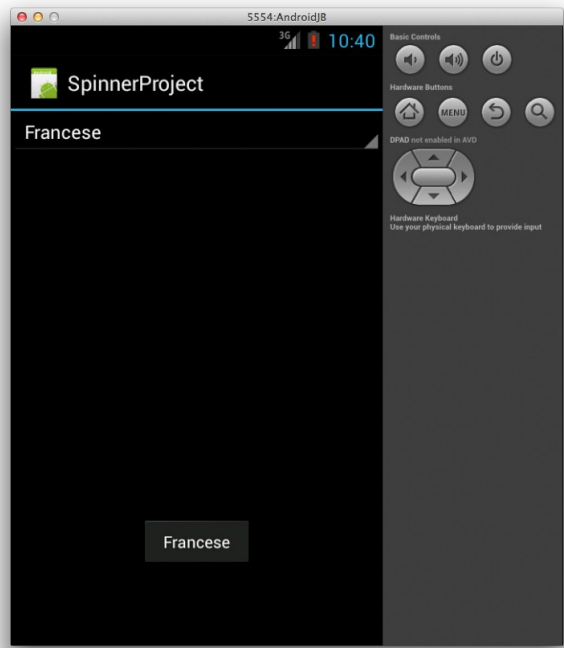 5554:AndroidJB
3G 10:40
SpinnerProject
Francese
Francese
Basic Controls
Hardware Buttons
MENU
DPAD not enabled in AVD
Hardware Keyboard
Use your physical keyboard to provide input